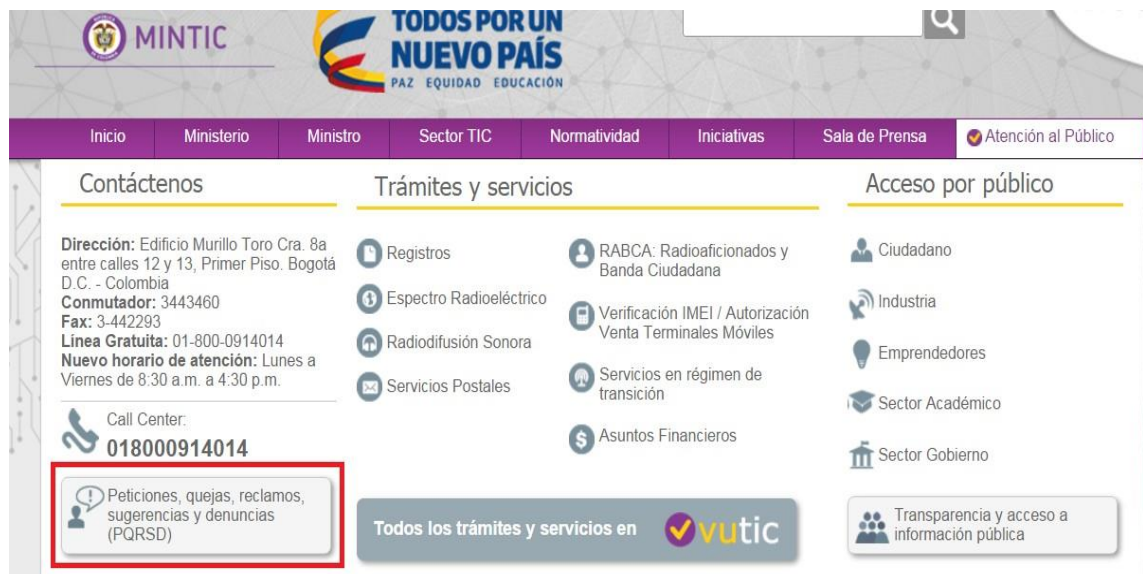 MINTIC
TODOS POR UN
NUEVO PAÍS
PAZ EQUIDAD EDUCACIÓN
Inicio Ministerio Ministro Sector TIC Normatividad Iniciativas Sala de Prensa Atención al Público
Contáctenos
Dirección: Edificio Murillo Toro Cra. 8a
entre calles 12 y 13, Primer Piso. Bogotá
D.C. - Colombia
Conmutador: 3443460
Fax: 3-442293
Línea Gratuita: 01-800-0914014
Nuevo horario de atención: Lunes a
Viernes de 8:30 a.m. a 4:30 p.m.
Call Center:
018000914014
Peticiones, quejas, reclamos,
sugerencias y denuncias
(PQRSD)
Trámites y servicios
Registros
Espectro Radioeléctrico
Radiodifusión Sonora
Servicios Postales
RABCA: Radioaficionados y
Banda Ciudadana
Verificación IMEI / Autorización
Venta Terminales Móviles
Servicios en régimen de
transición
Asuntos Financieros
Todos los trámites y servicios en vutic
Acceso por público
Ciudadano
Industria
Emprendedores
Sector Académico
Sector Gobierno
Transparencia y acceso a
información pública